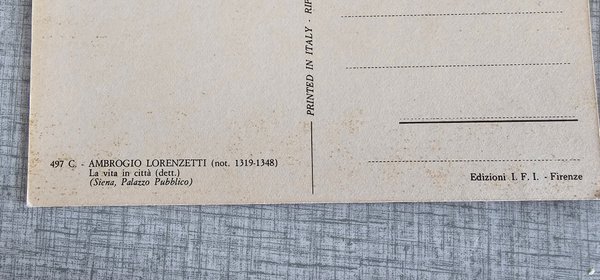 497 C. - AMBROGIO LORENZETTI (not. 1319-1348)
La vita in città (dett.)
(Siena, Palazzo Pubblico)
PRINTED IN ITALY - RIP
Edizioni I. F. I. - Firenze